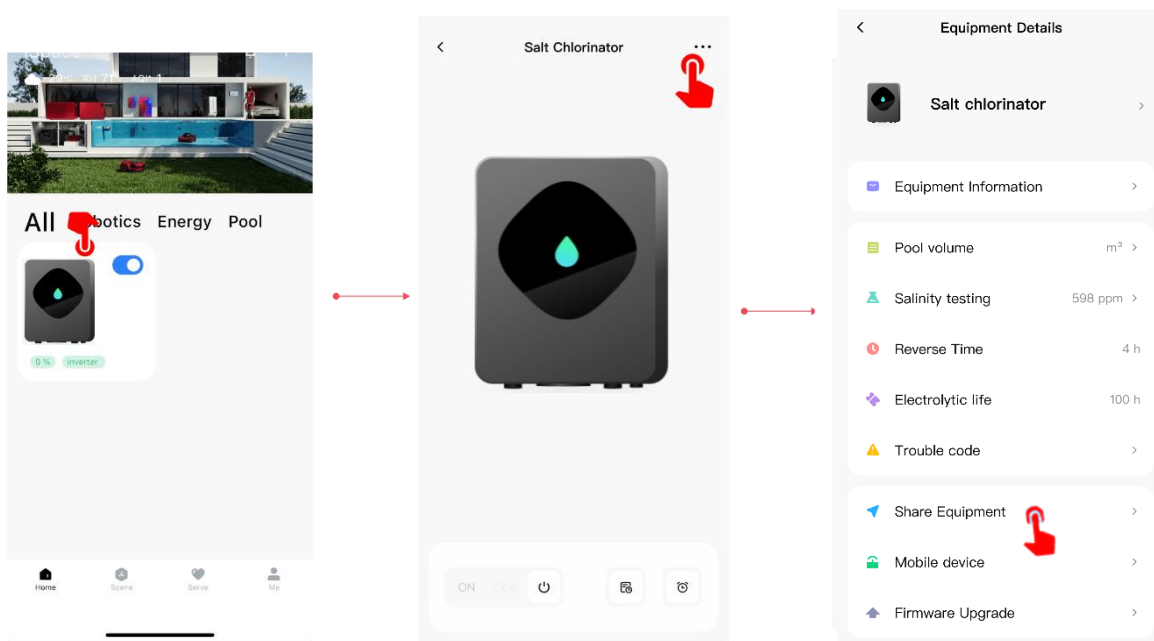 29
All
botics
Energy
Pool
0 %
inverter
Home
Scene
Serve
Me
Salt Chlorinator
ON <<<
Equipment Details
Salt chlorinator
Equipment Information
Pool volume m³
Salinity testing 598 ppm
Reverse Time 4 h
Electrolytic life 100 h
Trouble code
Share Equipment
Mobile device
Firmware Upgrade